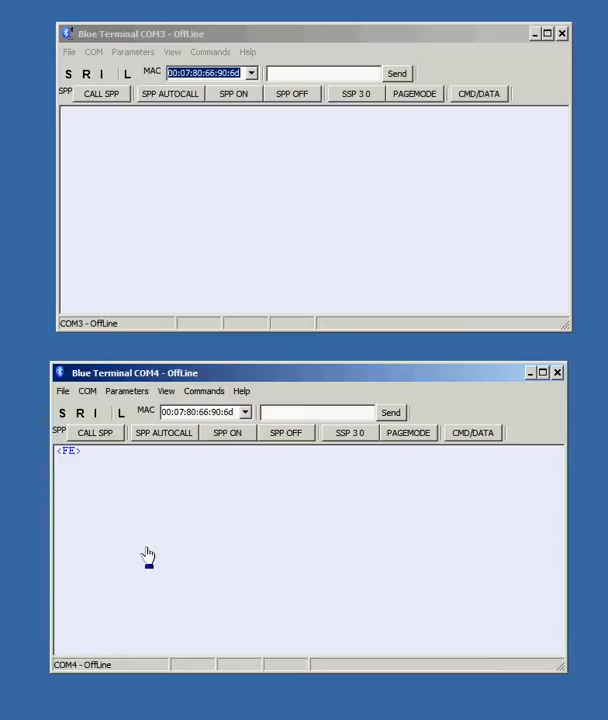 Blue Terminal COM3 - OffLine
File COM Parameters View Commands Help
S R I L MAC 00:07:80:66:90:6d Send
SPP CALL SPP SPP AUTOCALL SPP ON SPP OFF SSP 3 0 PAGEMODE CMD/DATA
COM3 - OffLine
Blue Terminal COM4 - OffLine
File COM Parameters View Commands Help
S R I L MAC 00:07:80:66:90:6d Send
SPP CALL SPP SPP AUTOCALL SPP ON SPP OFF SSP 3 0 PAGEMODE CMD/DATA
<FE>
COM4 - OffLine